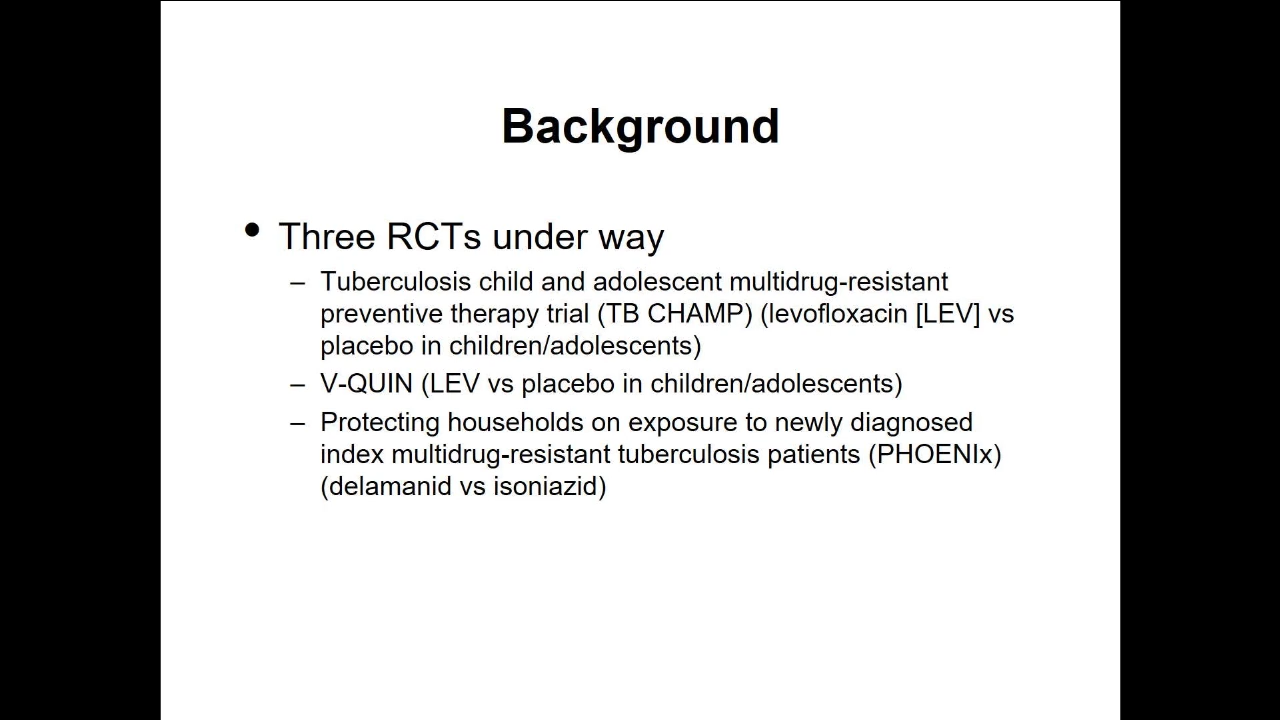 Background
• Three RCTs under way
– Tuberculosis child and adolescent multidrug-resistant
preventive therapy trial (TB CHAMP) (levofloxacin [LEV] vs
placebo in children/adolescents)
– V-QUIN (LEV vs placebo in children/adolescents)
– Protecting households on exposure to newly diagnosed
index multidrug-resistant tuberculosis patients (PHOENIx)
(delamanid vs isoniazid)